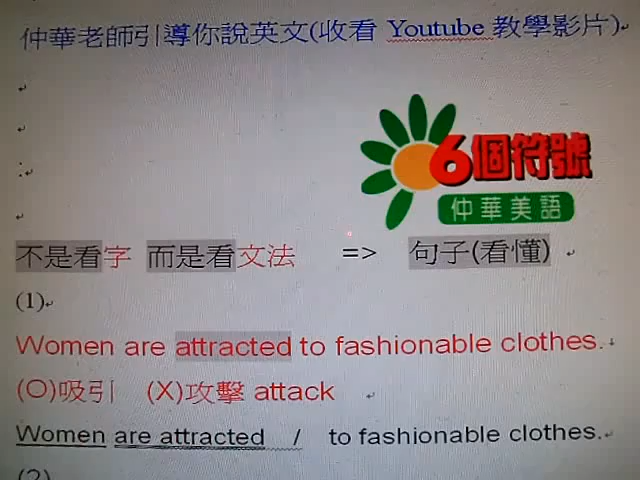 仲華老師引導你說英文(收看 Youtube 教學影片)
6個符號
仲華美語
:
不是看字 而是看文法 => 句子(看懂)
(1)
Women are attracted to fashionable clothes.
(O)吸引 (X)攻擊 attack
Women are attracted / to fashionable clothes.
(2)